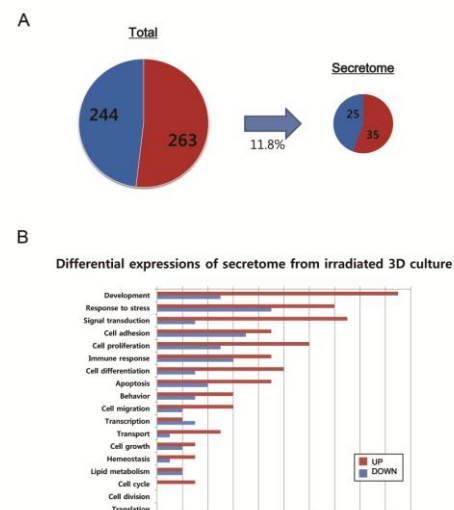 A
Total
Secretome
244
263
25
35
11.8%
B
Differential expressions of secretome from irradiated 3D culture
Development
Response to stress
Signal transduction
Cell adhesion
Cell proliferation
Immune response
Cell differentiation
Apoptosis
Behavior
Cell migration
Transcription
Transport
Cell growth
Hemeostasis
Lipid metabolism
Cell cycle
Cell division
Translation
UP
DOWN